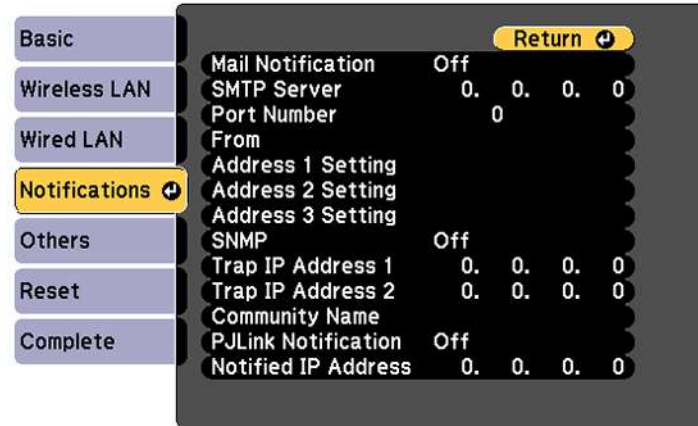 Basic
Wireless LAN
Wired LAN
Notifications
Others
Reset
Complete
Return
Mail Notification Off
SMTP Server 0. 0. 0. 0
Port Number 0
From
Address 1 Setting
Address 2 Setting
Address 3 Setting
SNMP Off
Trap IP Address 1 0. 0. 0. 0
Trap IP Address 2 0. 0. 0. 0
Community Name
PJLink Notification Off
Notified IP Address 0. 0. 0. 0